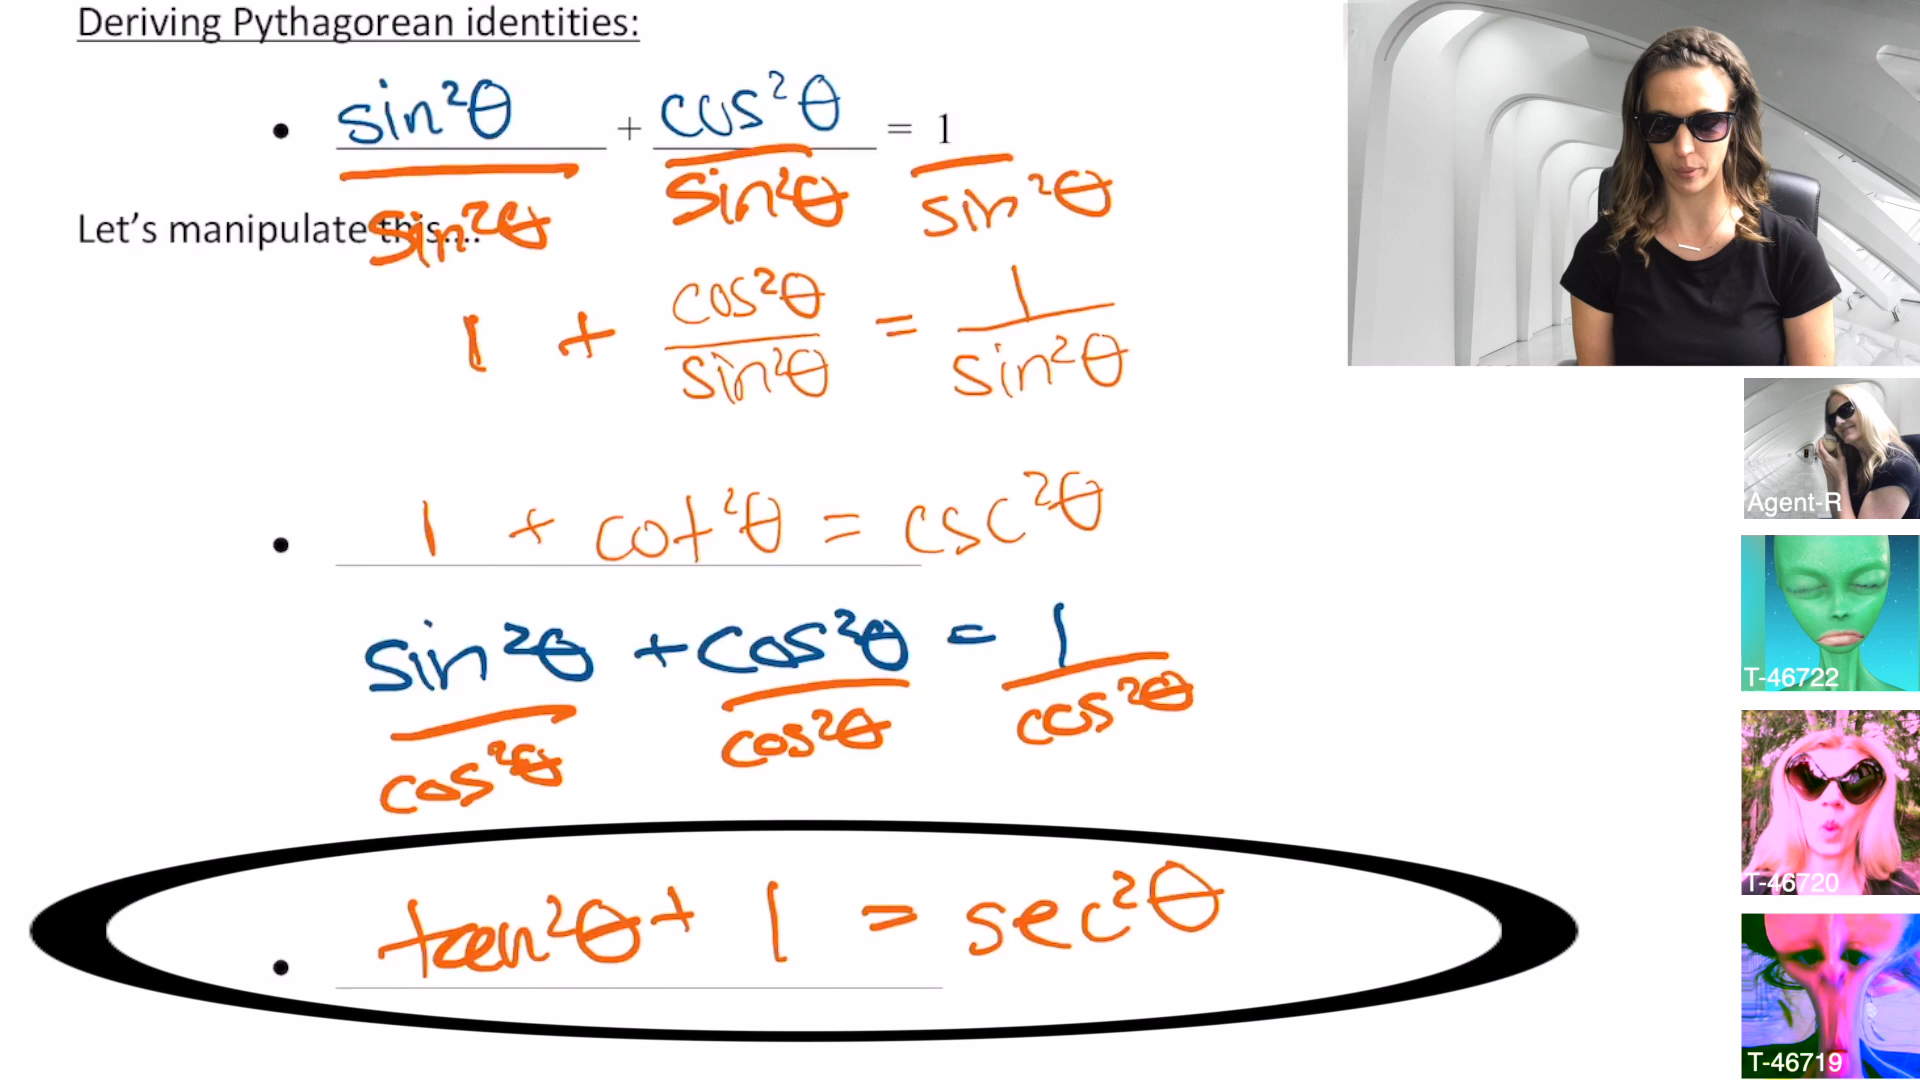 Deriving Pythagorean identities:
• sin²θ + cos²θ = 1
sin²θ sin²θ sin²θ
Let's manipulate this....
1 + cos²θ/sin²θ = 1/sin²θ
• 1 + cot²θ = csc²θ
sin²θ + cos²θ = 1
cos²θ cos²θ cos²θ
• tan²θ + 1 = sec²θ
Agent-R
T-46722
T-46720
T-46719